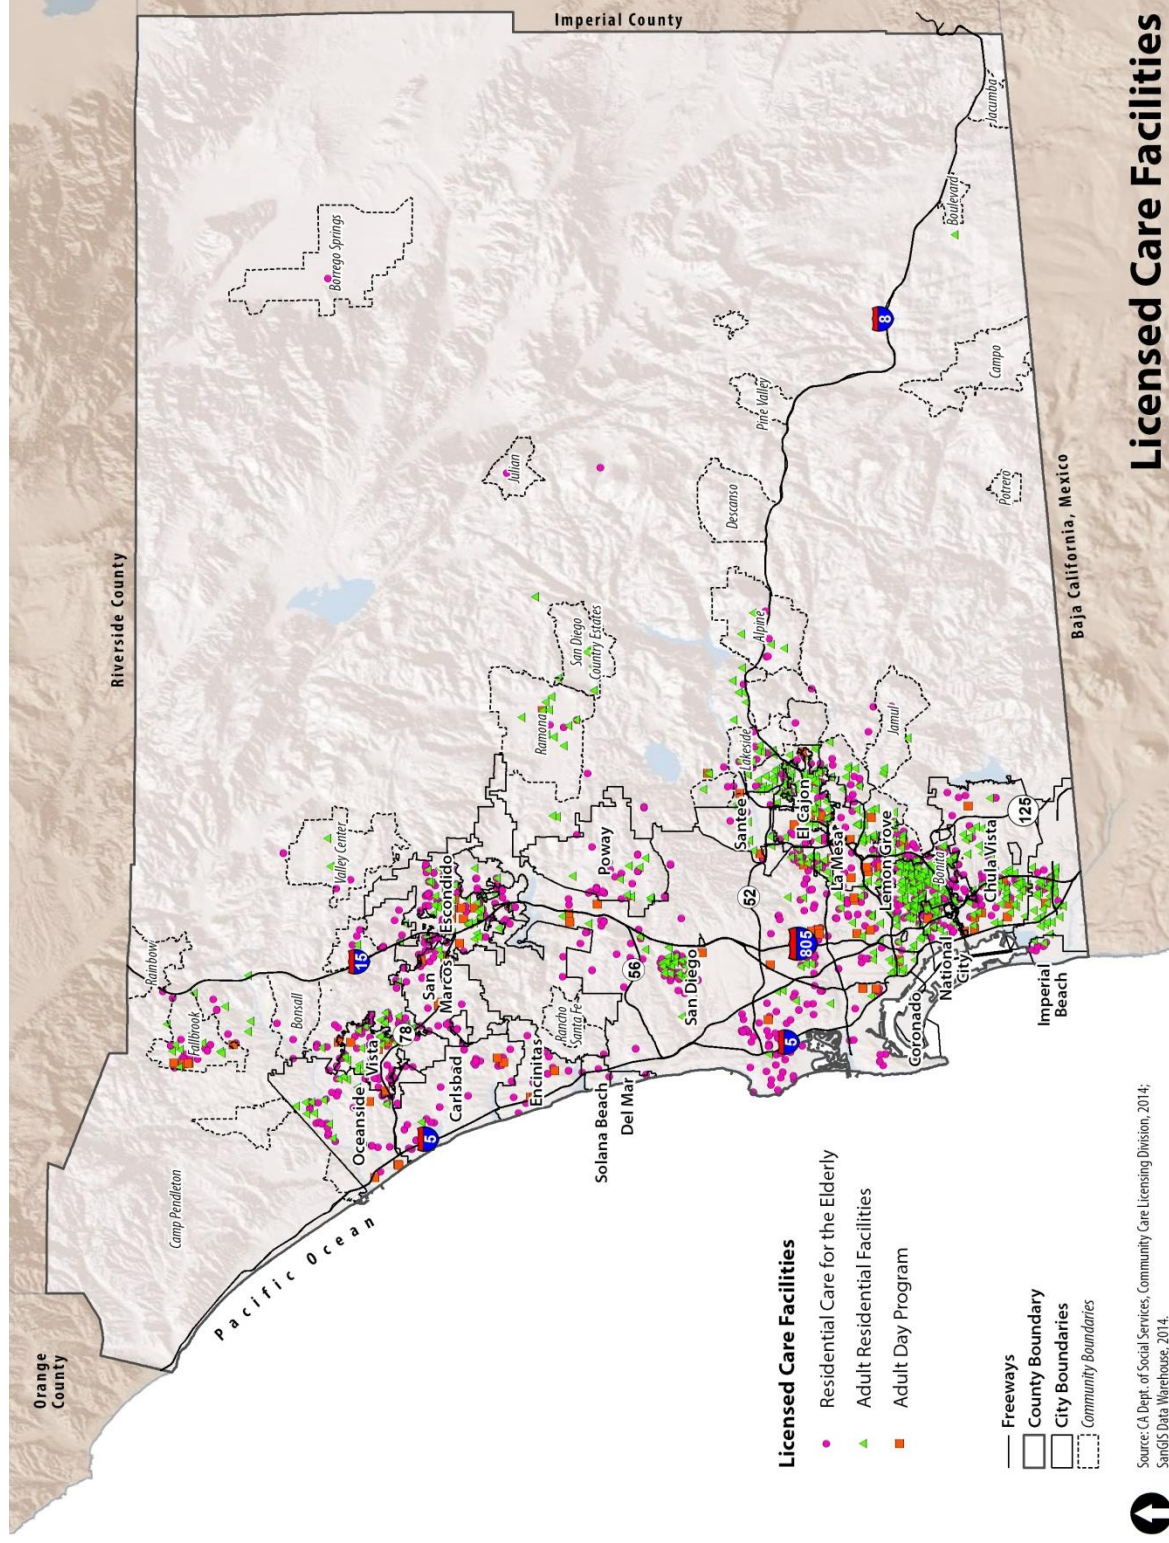 Licensed Care Facilities
Orange
County
Riverside County
Imperial County
Baja California, Mexico
Pacific Ocean
Camp Pendleton
Fallbrook
Rainbow
Bonsall
Valley Center
Borrego Springs
Oceanside
Vista
San
Marcos
Escondido
Carlsbad
Encinitas
Rancho
Santa Fe
Solana Beach
Del Mar
Poway
Ramona
San Diego
Country Estates
Julian
San Diego
Santee
Lakeside
Alpine
Descanso
Pine Valley
El Cajon
La Mesa
Lemon Grove
Jamul
Bonita
Coronado
National
City
Chula Vista
Imperial
Beach
Potrero
Campo
Boulevard
Jacumba
15
78
5
56
52
805
5
125
8
Licensed Care Facilities
Residential Care for the Elderly
Adult Residential Facilities
Adult Day Program
Freeways
County Boundary
City Boundaries
Community Boundaries
Source: CA Dept. of Social Services, Community Care Licensing Division, 2014;
SanGIS Data Warehouse, 2014.